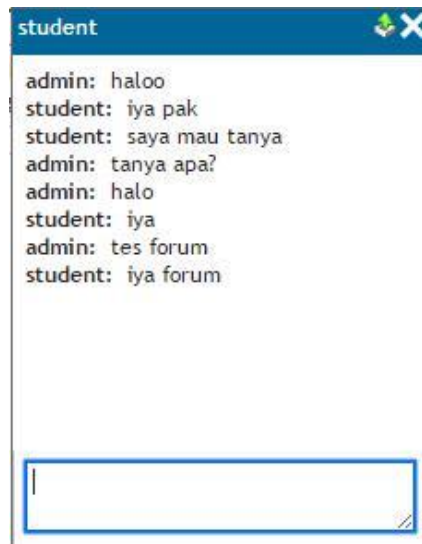 student
admin: haloo
student: iya pak
student: saya mau tanya
admin: tanya apa?
admin: halo
student: iya
admin: tes forum
student: iya forum